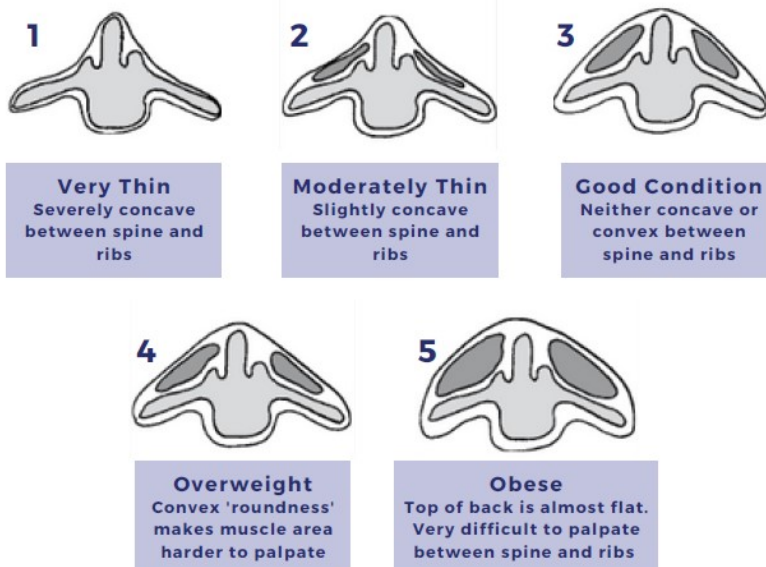 1
2
3
Very Thin
Severely concave
between spine and
ribs
Moderately Thin
Slightly concave
between spine and
ribs
Good Condition
Neither concave or
convex between
spine and ribs
4
5
Overweight
Convex 'roundness'
makes muscle area
harder to palpate
Obese
Top of back is almost flat.
Very difficult to palpate
between spine and ribs